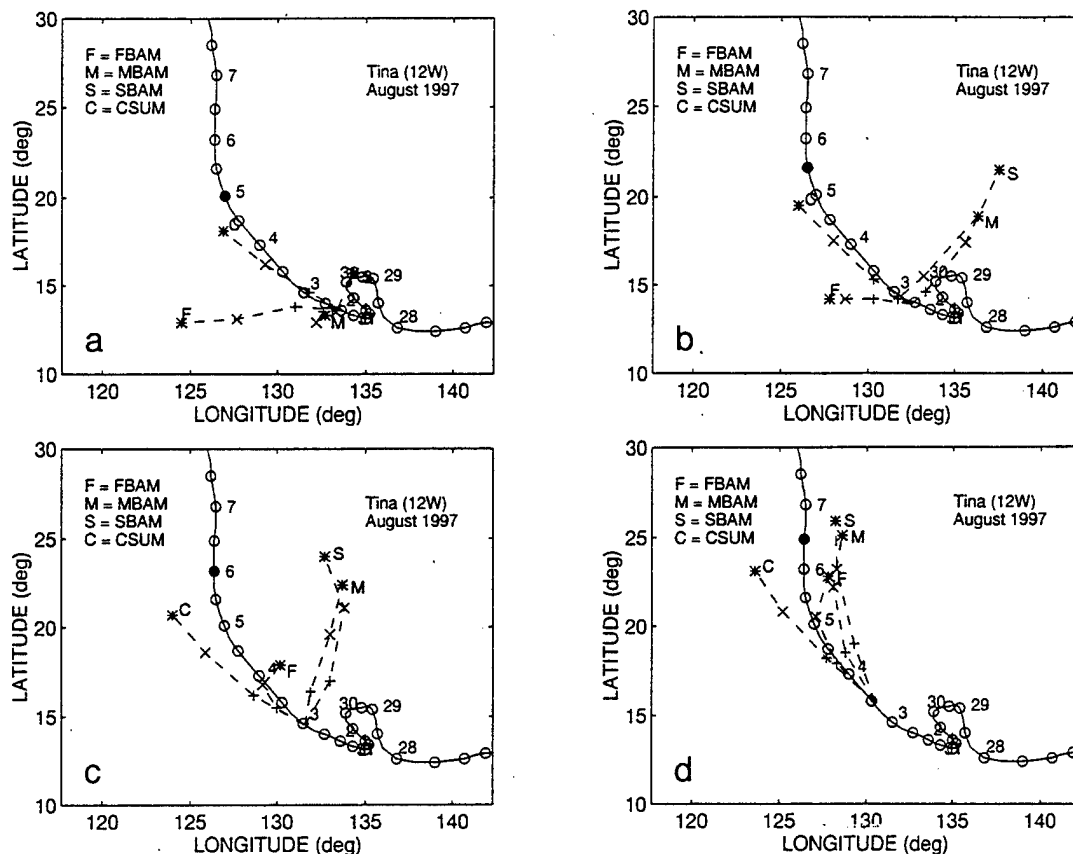 30
25
20
15
10
LATITUDE (deg)
F = FBAM
M = MBAM
S = SBAM
C = CSUM
Tina (12W)
August 1997
7
6
5
4
3
29
28
F
M
a
120 125 130 135 140
LONGITUDE (deg)
30
25
20
15
10
LATITUDE (deg)
F = FBAM
M = MBAM
S = SBAM
C = CSUM
Tina (12W)
August 1997
7
6
5
4
3
30
29
28
S
M
F
b
120 125 130 135 140
LONGITUDE (deg)
30
25
20
15
10
LATITUDE (deg)
F = FBAM
M = MBAM
S = SBAM
C = CSUM
Tina (12W)
August 1997
7
6
5
4
3
30
29
2
28
S
M
C
F
c
120 125 130 135 140
LONGITUDE (deg)
30
25
20
15
10
LATITUDE (deg)
F = FBAM
M = MBAM
S = SBAM
C = CSUM
Tina (12W)
August 1997
7
6
5
4
3
30
29
2
28
S
M
C
F
d
120 125 130 135 140
LONGITUDE (deg)